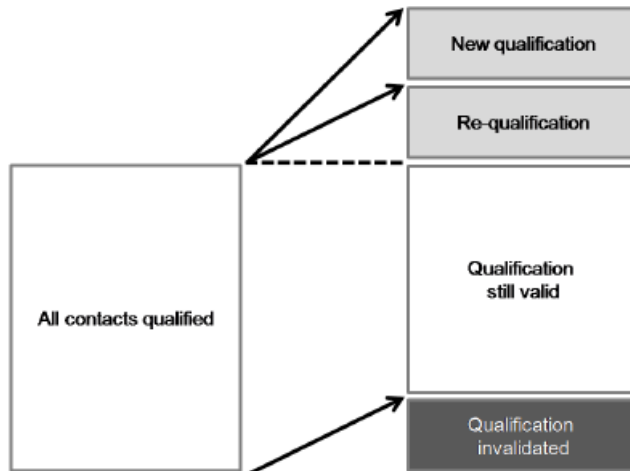 New qualification
Re-qualification
All contacts qualified
Qualification
still valid
Qualification
invalidated